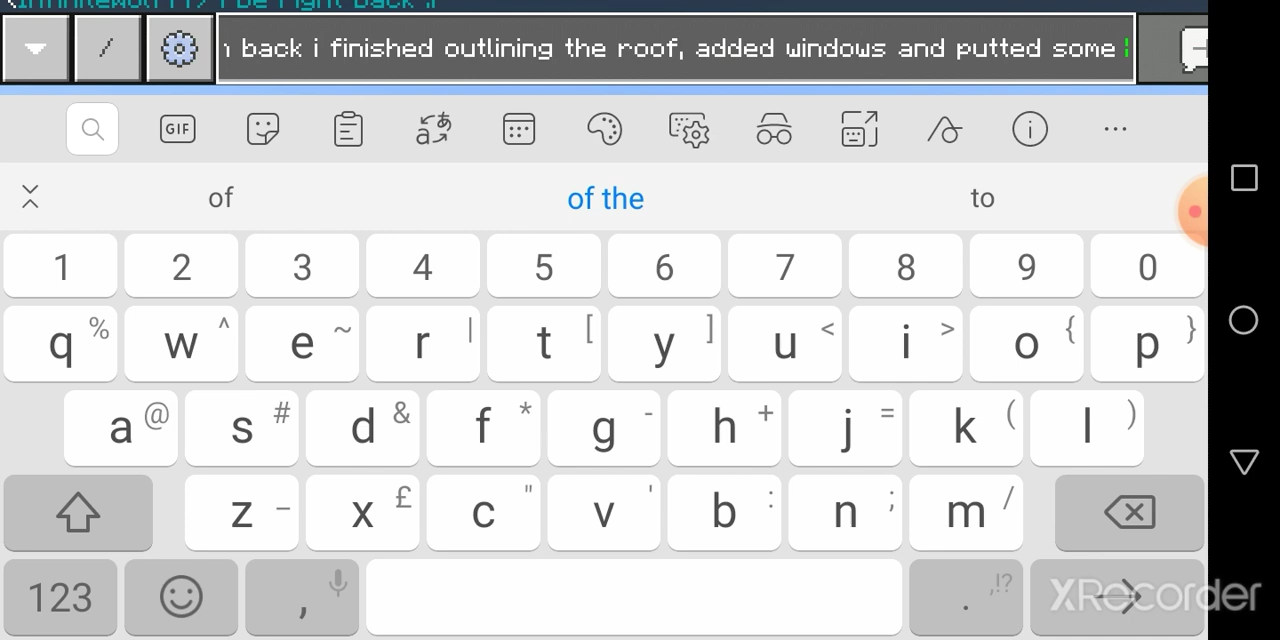 back i finished outlining the roof, added windows and putted some
GIF
of of the to
1 2 3 4 5 6 7 8 9 0
q % w ^ e ~ r | t [ y ] u < i > o { p }
a @ s # d & f * g - h + j = k ( l )
z – x £ c " v ' b : n ; m /
123 , . ,!?
XRecorder